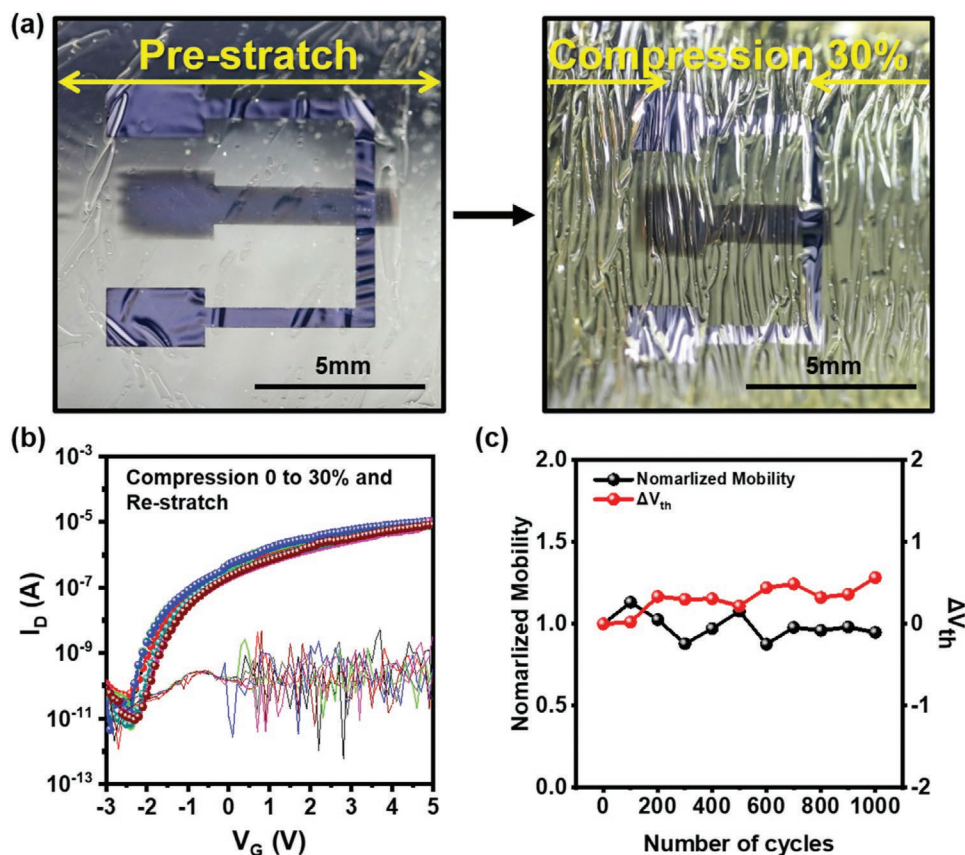 (a)
Pre-stratch
Compression 30%
5mm
5mm
(b)
10⁻³
10⁻⁵
10⁻⁷
10⁻⁹
10⁻¹¹
10⁻¹³
I_D (A)
Compression 0 to 30% and
Re-stratch
-3 -2 -1 0 1 2 3 4 5
V_G (V)
(c)
Nomarlized Mobility
ΔV_th
2.0
1.5
1.0
0.5
0.0
Nomarlized Mobility
2
1
0
-1
-2
ΔV_th
0 200 400 600 800 1000
Number of cycles